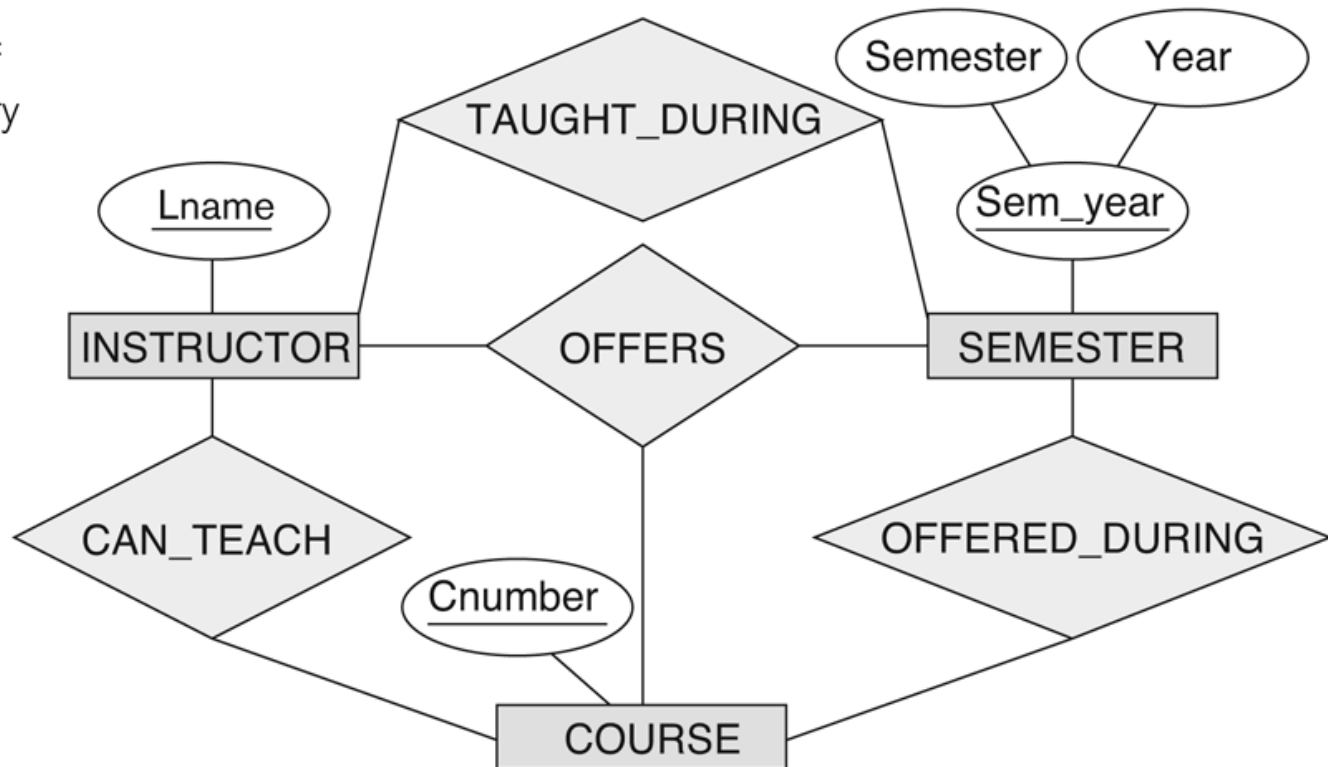 TAUGHT_DURING
Semester
Year
Lname
Sem_year
INSTRUCTOR
OFFERS
SEMESTER
CAN_TEACH
OFFERED_DURING
Cnumber
COURSE